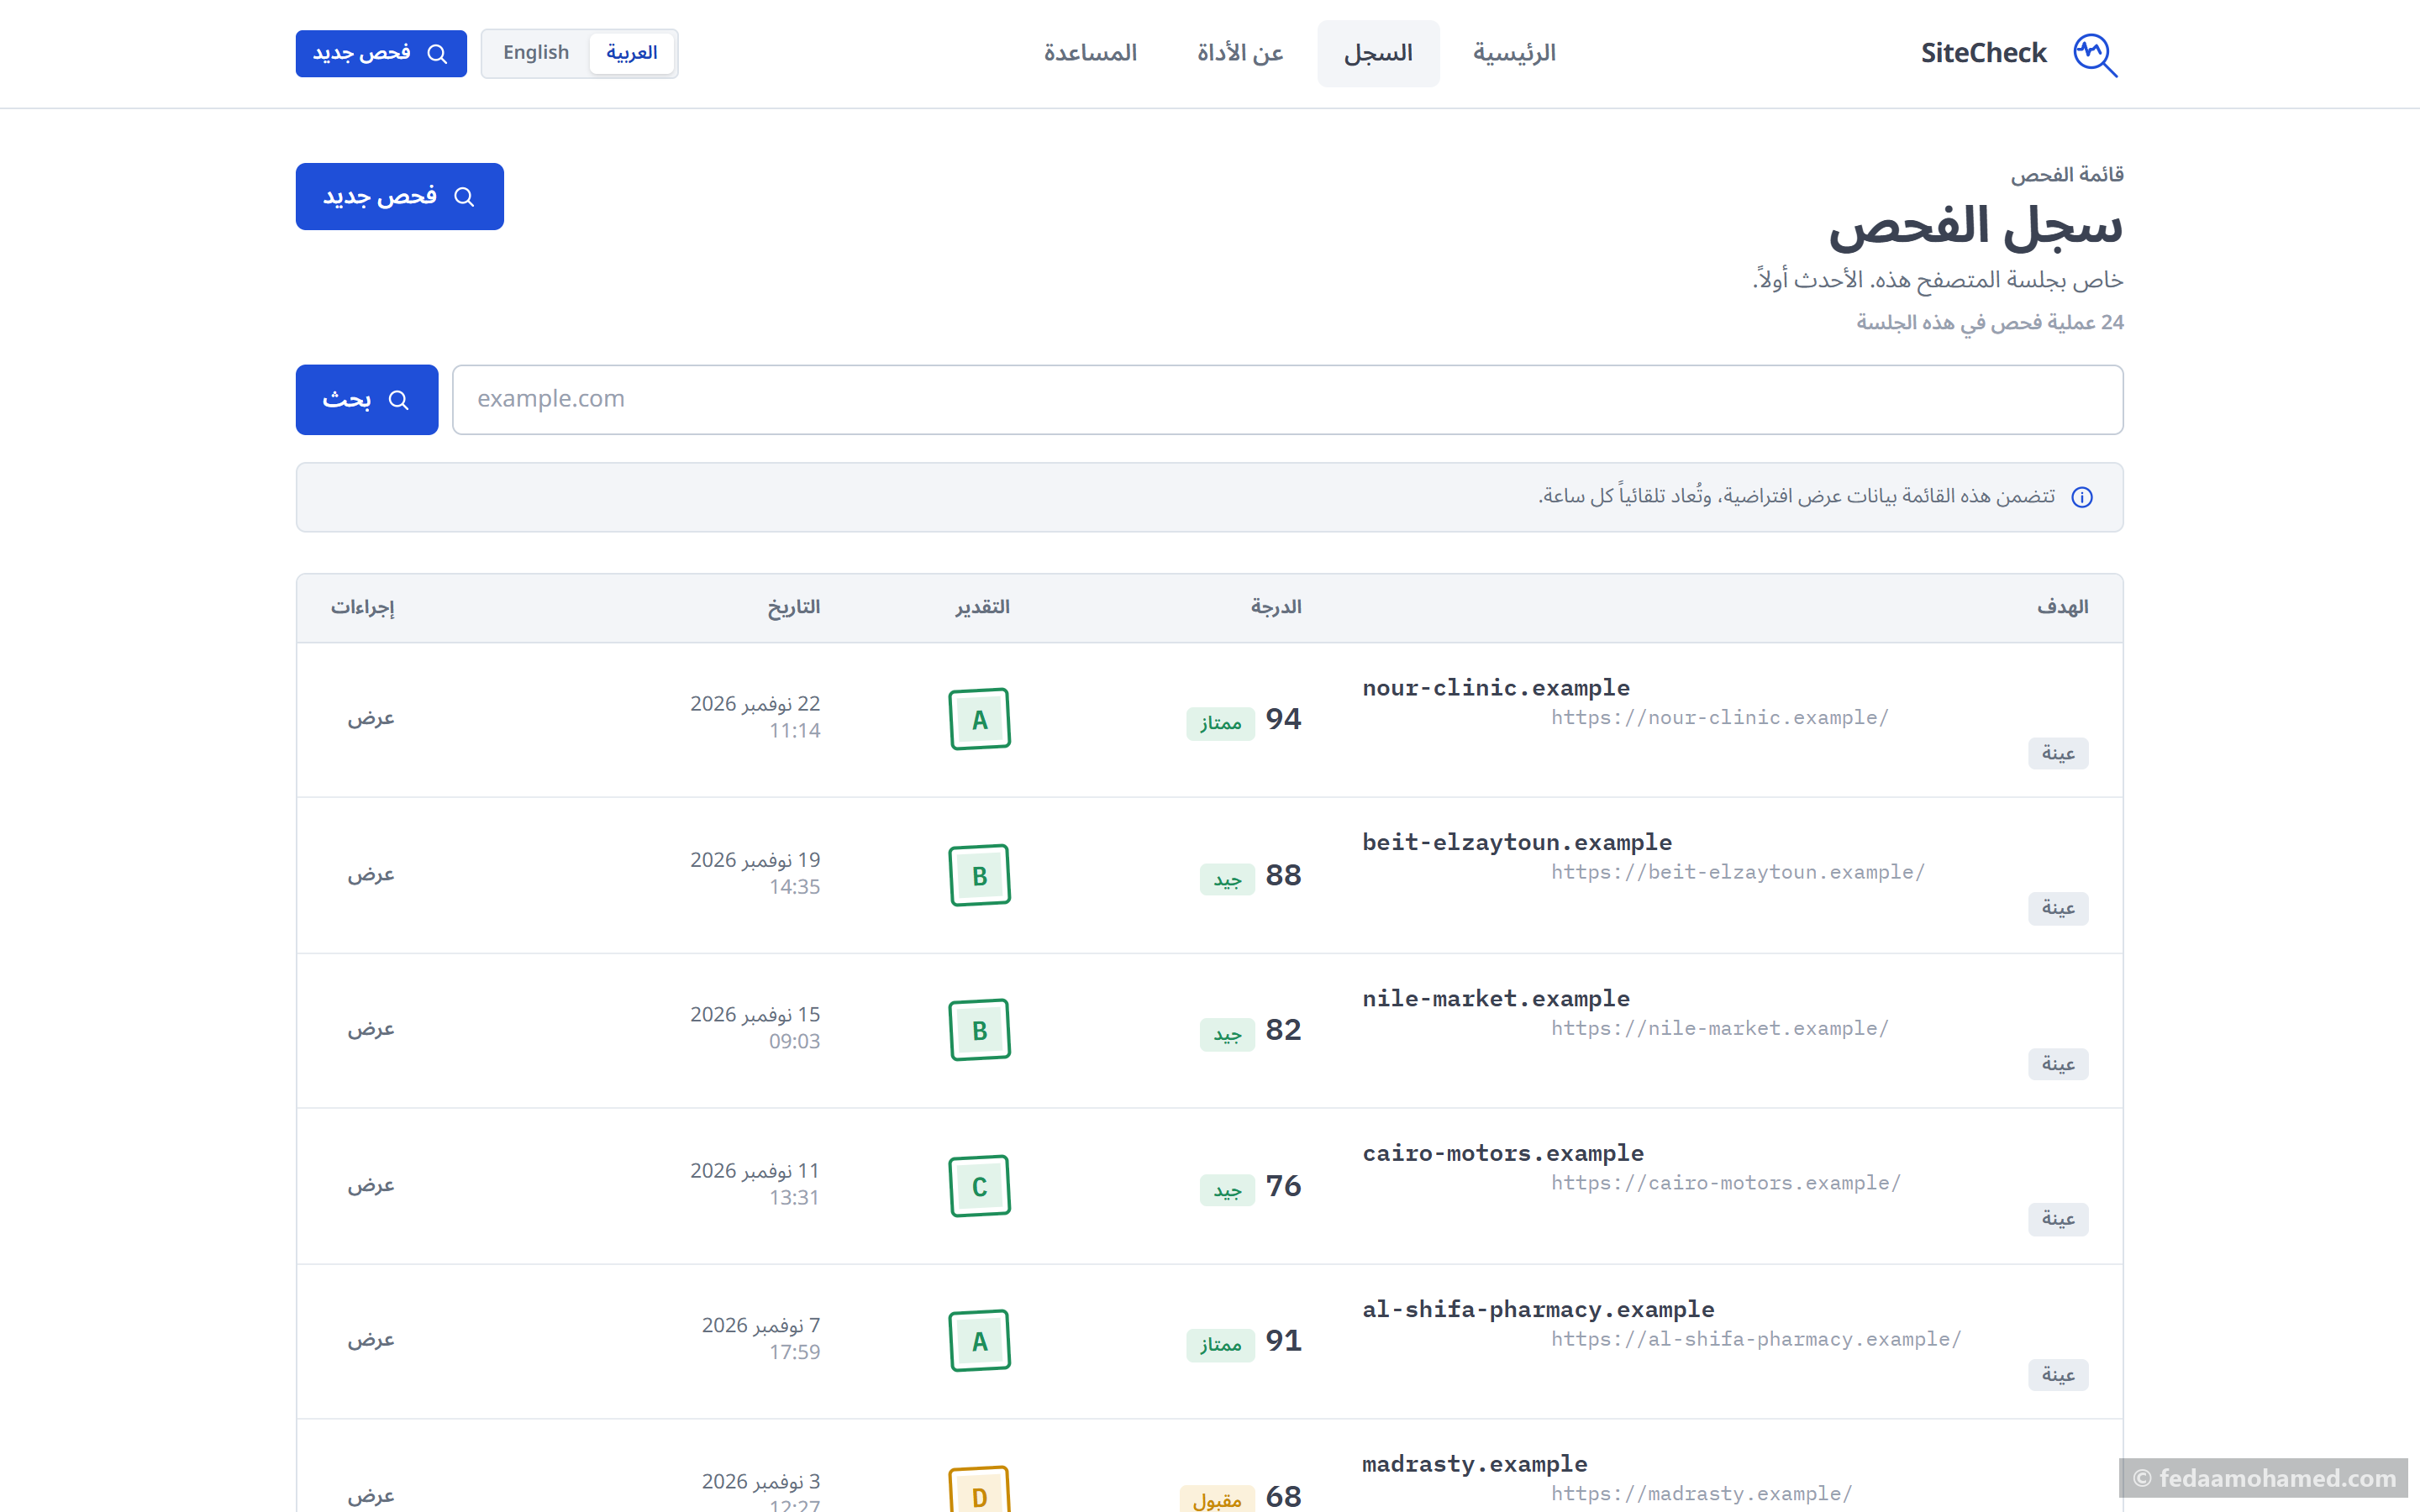 SiteCheck
الرئيسية
السجل
عن الأداة
المساعدة
العربية
English
فحص جديد
قائمة الفحص
سجل الفحص
خاص بجلسة المتصفح هذه. الأحدث أولاً.
24 عملية فحص في هذه الجلسة
فحص جديد
example.com
بحث
تتضمن هذه القائمة بيانات عرض افتراضية، وتُعاد تلقائياً كل ساعة.
الهدف الدرجة التقدير التاريخ إجراءات
nour-clinic.example
https://nour-clinic.example/
عينة
94 ممتاز
A
22 نوفمبر 2026
11:14
عرض
beit-elzaytoun.example
https://beit-elzaytoun.example/
عينة
88 جيد
B
19 نوفمبر 2026
14:35
عرض
nile-market.example
https://nile-market.example/
عينة
82 جيد
B
15 نوفمبر 2026
09:03
عرض
cairo-motors.example
https://cairo-motors.example/
عينة
76 جيد
C
11 نوفمبر 2026
13:31
عرض
al-shifa-pharmacy.example
https://al-shifa-pharmacy.example/
عينة
91 ممتاز
A
7 نوفمبر 2026
17:59
عرض
madrasty.example
https://madrasty.example/
68 مقبول
D
3 نوفمبر 2026
12:27
عرض
© fedaamohamed.com